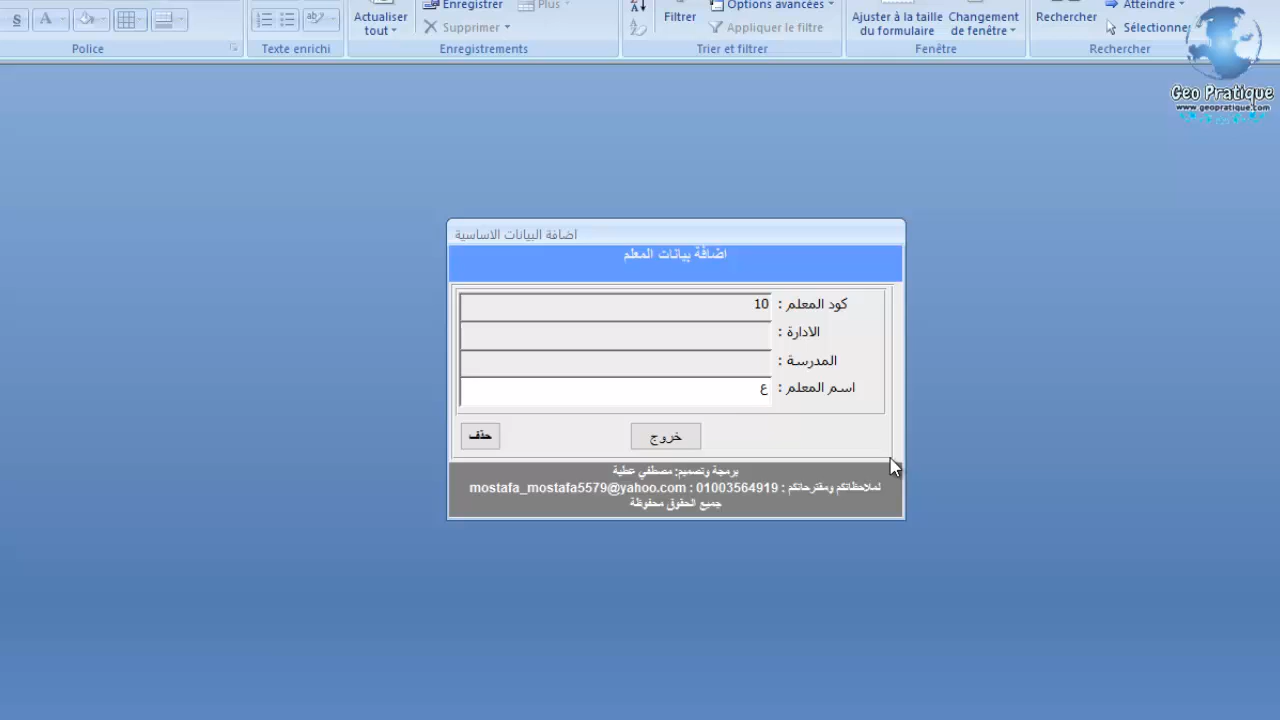 Enregistrer
Plus
Options avancées
Atteindre
S
A
ab
Actualiser
tout
Supprimer
Filtrer
Appliquer le filtre
Ajuster à la taille
du formulaire
Changement
de fenêtre
Rechercher
Sélectionner
Police
Texte enrichi
Enregistrements
Trier et filtrer
Fenêtre
Rechercher
Geo Pratique
www.geopratique.com
اضافة البيانات الاساسية
اضافة بيانات المعلم
كود المعلم : 10
الادارة :
المدرسة :
اسم المعلم : ع
خروج
حذف
برمجة وتصميم: مصطفي عطية
لملاحظاتكم ومقترحاتكم : 01003564919 : mostafa_mostafa5579@yahoo.com
جميع الحقوق محفوظة